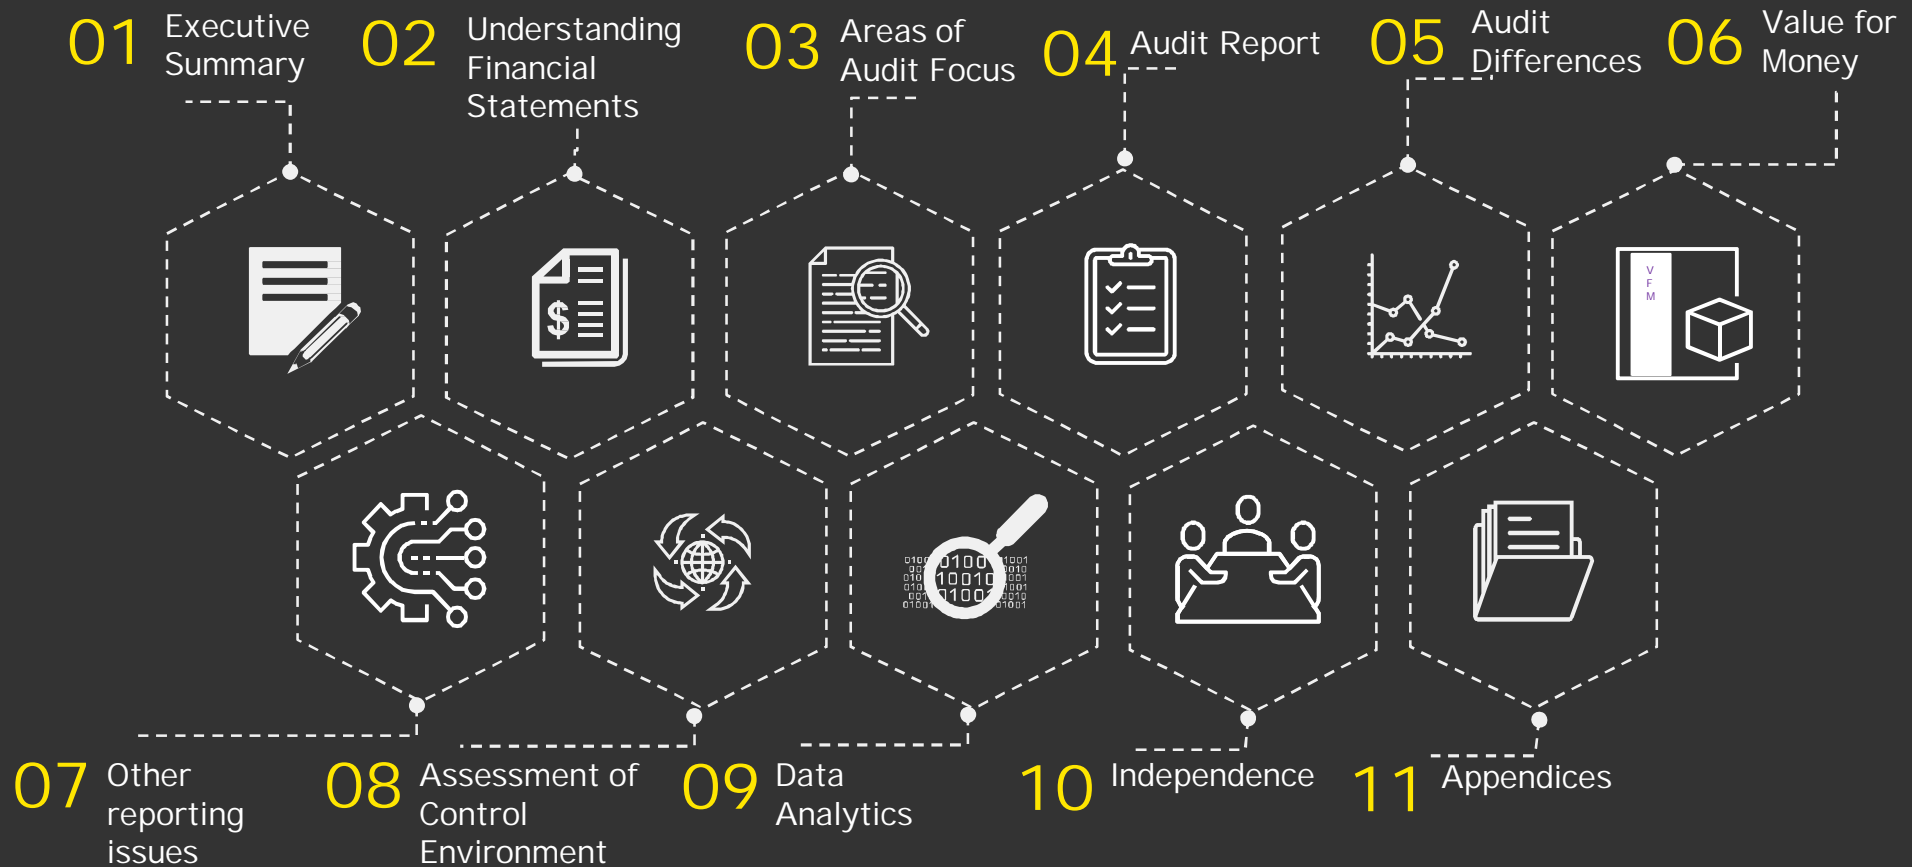 01 Executive
Summary
02 Understanding
Financial
Statements
03 Areas of
Audit Focus
04 Audit Report
05 Audit
Differences
06 Value for
Money
$
V
F
M
07 Other
reporting
issues
08 Assessment of
Control
Environment
09 Data
Analytics
10 Independence
11 Appendices